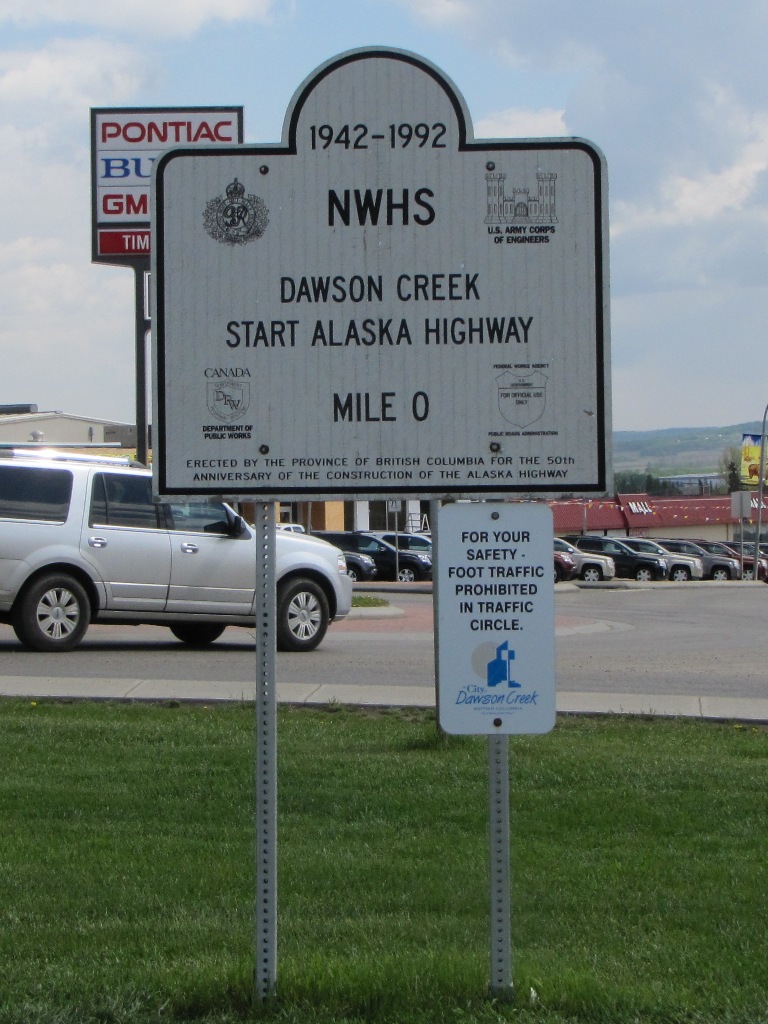 PONTIAC
BU
GM
TIM
1942-1992
NWHS
U.S. ARMY CORPS
OF ENGINEERS
DAWSON CREEK
START ALASKA HIGHWAY
CANADA
DEPARTMENT OF
PUBLIC WORKS
MILE 0
FEDERAL WORKS AGENCY
FOR OFFICIAL USE
ONLY
PUBLIC ROADS ADMINISTRATION
ERECTED BY THE PROVINCE OF BRITISH COLUMBIA FOR THE 50th
ANNIVERSARY OF THE CONSTRUCTION OF THE ALASKA HIGHWAY
MALL
FOR YOUR
SAFETY -
FOOT TRAFFIC
PROHIBITED
IN TRAFFIC
CIRCLE.
City
Dawson Creek
BRITISH COLUMBIA